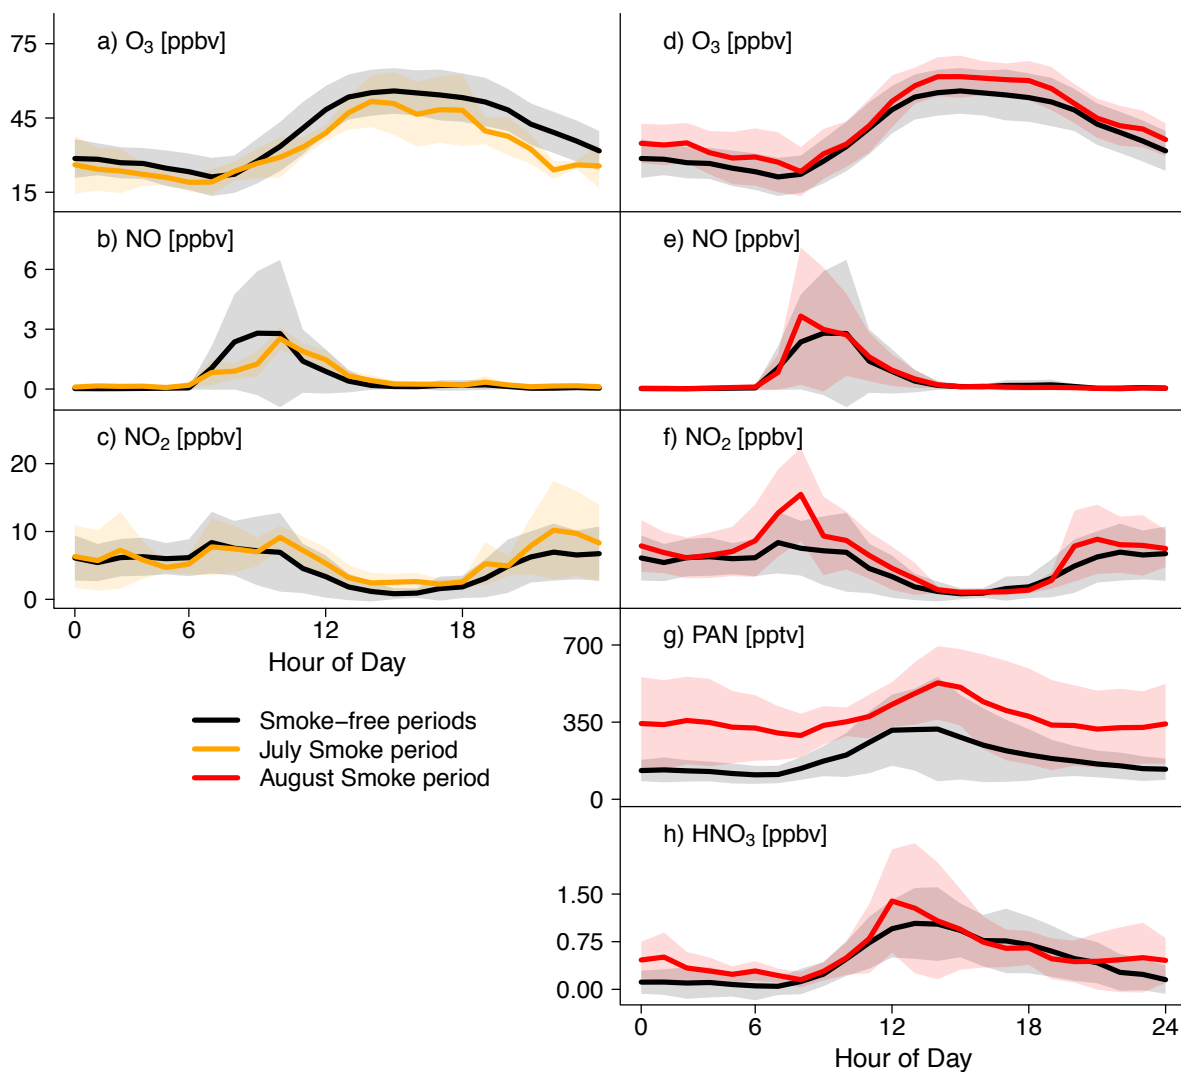 a) O₃ [ppbv]
75
45
15
b) NO [ppbv]
6
3
0
c) NO₂ [ppbv]
20
10
0
0 6 12 18
Hour of Day
Smoke−free periods
July Smoke period
August Smoke period
d) O₃ [ppbv]
e) NO [ppbv]
f) NO₂ [ppbv]
g) PAN [pptv]
700
350
0
h) HNO₃ [ppbv]
1.50
0.75
0.00
0 6 12 18 24
Hour of Day